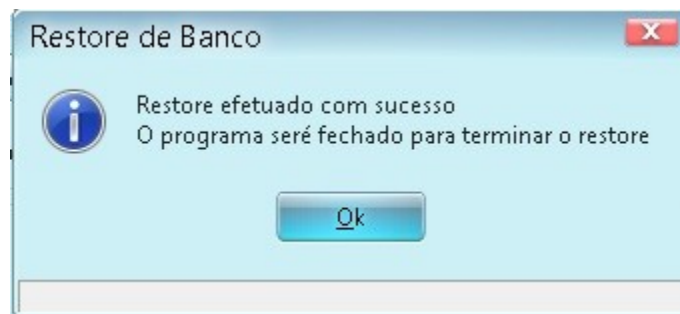 Restore de Banco
Restore efetuado com sucesso
O programa seré fechado para terminar o restore
Ok